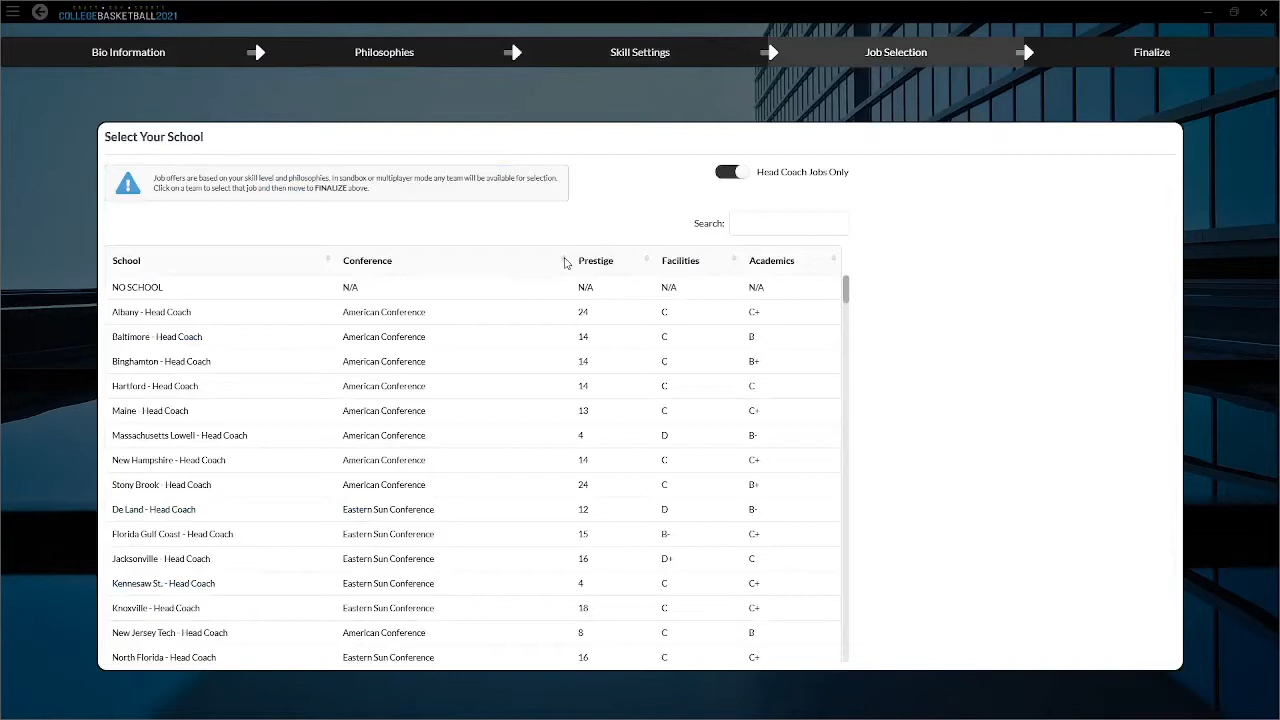 DRAFT DAY SPORTS
COLLEGEBASKETBALL2021
Bio Information
Philosophies
Skill Settings
Job Selection
Finalize
Select Your School
Job offers are based on your skill level and philosophies. In sandbox or multiplayer mode any team will be available for selection.
Click on a team to select that job and then move to FINALIZE above.
Head Coach Jobs Only
Search:
School Conference Prestige Facilities Academics
NO SCHOOL N/A N/A N/A N/A
Albany - Head Coach American Conference 24 C C+
Baltimore - Head Coach American Conference 14 C B
Binghamton - Head Coach American Conference 14 C B+
Hartford - Head Coach American Conference 14 C C
Maine - Head Coach American Conference 13 C C+
Massachusetts Lowell - Head Coach American Conference 4 D B-
New Hampshire - Head Coach American Conference 14 C C+
Stony Brook - Head Coach American Conference 24 C B+
De Land - Head Coach Eastern Sun Conference 12 D B-
Florida Gulf Coast - Head Coach Eastern Sun Conference 15 B- C+
Jacksonville - Head Coach Eastern Sun Conference 16 D+ C
Kennesaw St. - Head Coach Eastern Sun Conference 4 C C+
Knoxville - Head Coach Eastern Sun Conference 18 C C+
New Jersey Tech - Head Coach American Conference 8 C B
North Florida - Head Coach Eastern Sun Conference 16 C C+